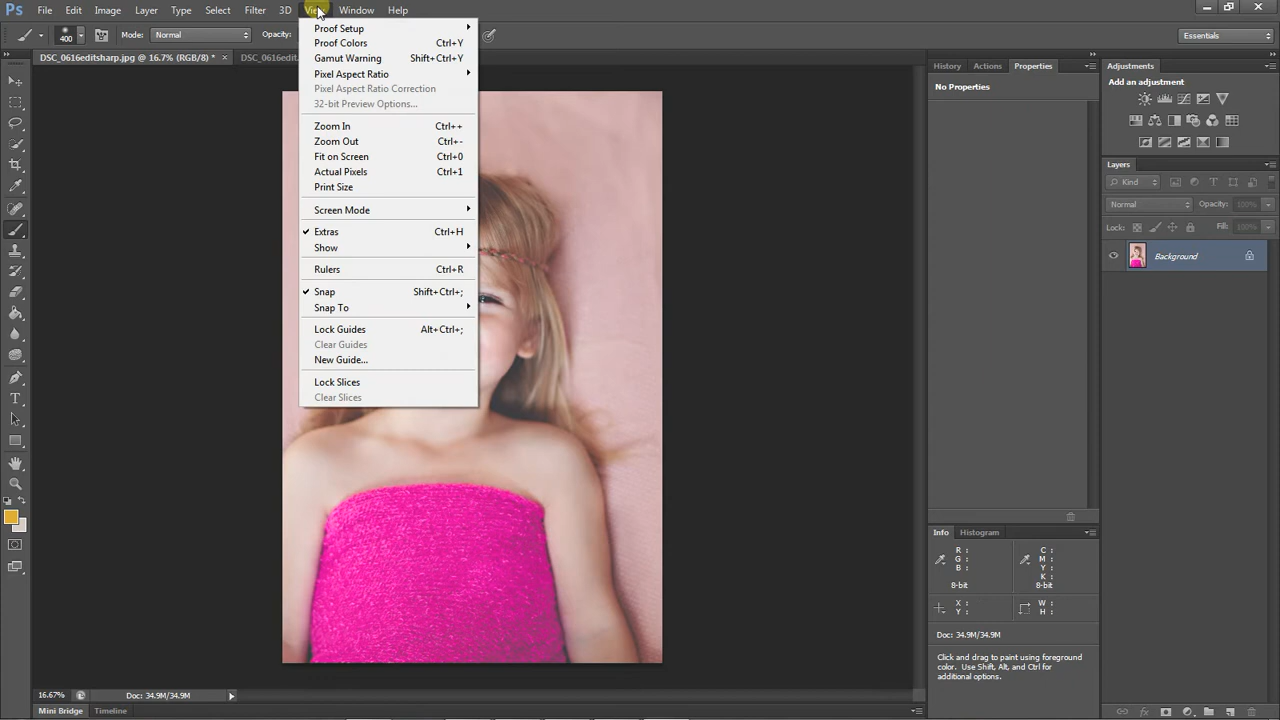 Ps File Edit Image Layer Type Select Filter 3D View Window Help
400 Mode: Normal Opacity: Essentials
DSC_0616editsharp.jpg @ 16.7% (RGB/8) * × DSC_0616edit
Proof Setup
Proof Colors Ctrl+Y
Gamut Warning Shift+Ctrl+Y
Pixel Aspect Ratio
Pixel Aspect Ratio Correction
32-bit Preview Options...
Zoom In Ctrl++
Zoom Out Ctrl+-
Fit on Screen Ctrl+0
Actual Pixels Ctrl+1
Print Size
Screen Mode
Extras Ctrl+H
Show
Rulers Ctrl+R
Snap Shift+Ctrl+;
Snap To
Lock Guides Alt+Ctrl+;
Clear Guides
New Guide...
Lock Slices
Clear Slices
History Actions Properties
No Properties
Adjustments
Add an adjustment
Layers
Kind
Normal Opacity: 100%
Lock: Fill: 100%
Background
Info Histogram
R : C :
G : M :
B : Y :
K :
8-bit 8-bit
X : W :
Y : H :
Doc: 34.9M/34.9M
Click and drag to paint using foreground
color. Use Shift, Alt, and Ctrl for
additional options.
16.67% Doc: 34.9M/34.9M
Mini Bridge Timeline